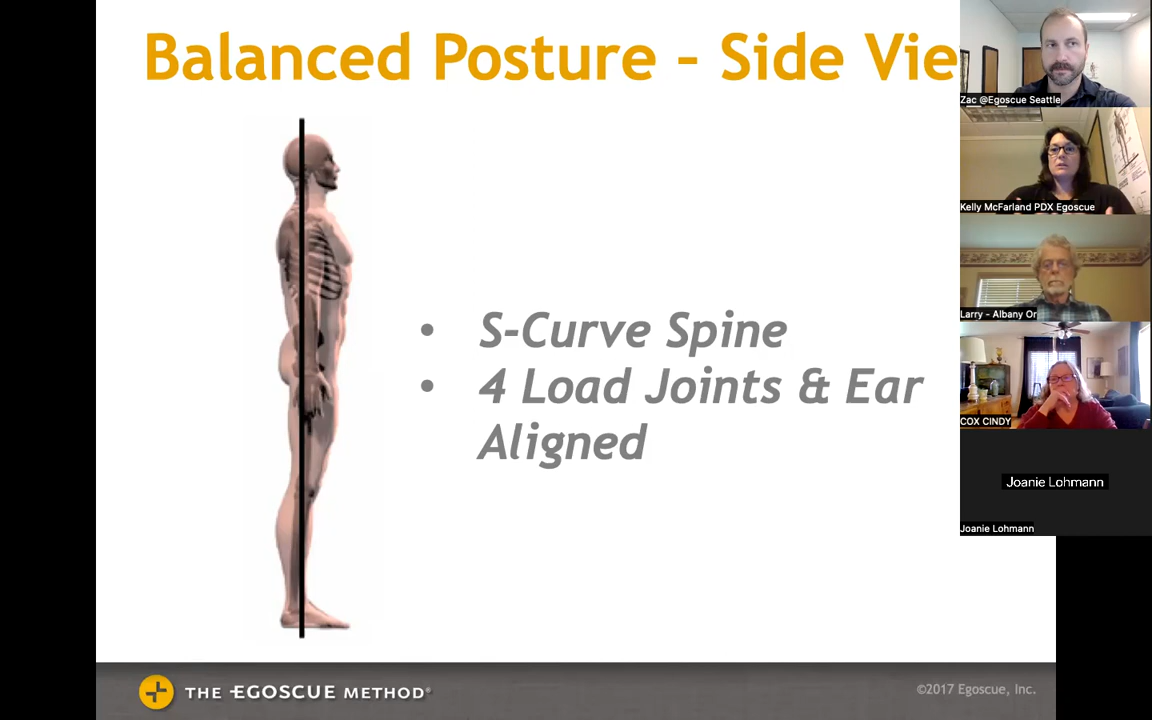 Balanced Posture – Side Vie
• S-Curve Spine
• 4 Load Joints & Ear
Aligned
THE EGOSCUE METHOD®
©2017 Egoscue, Inc.
Zac @Egoscue Seattle
Kelly McFarland PDX Egoscue
Larry - Albany Or
COX CINDY
Joanie Lohmann
Joanie Lohmann